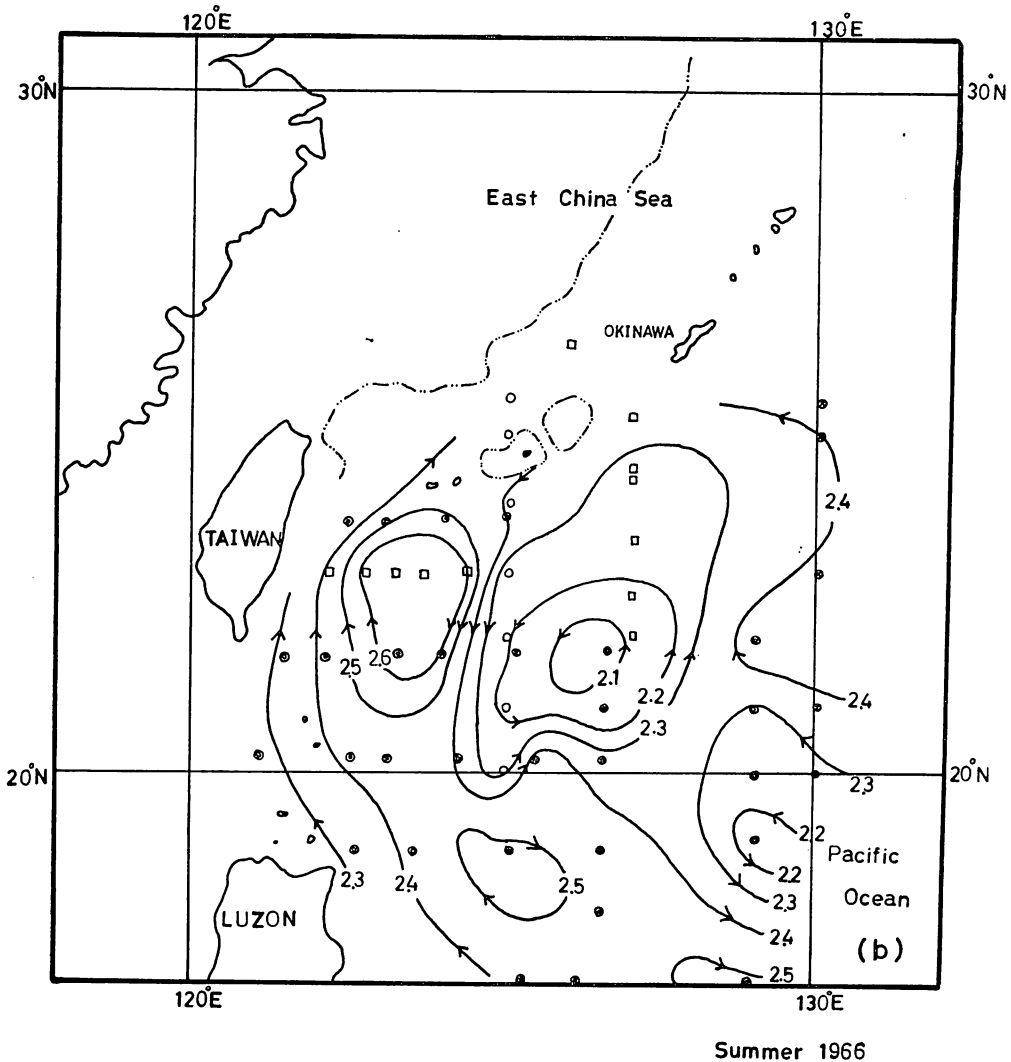 120°E
130°E
30°N
30°N
East China Sea
OKINAWA
2.4
TAIWAN
2.5
2.6
2.1
2.2
2.3
2.4
20°N
20°N
2.3
2.2
Pacific
2.3
2.4
2.5
2.2
2.3
Ocean
LUZON
2.4
(b)
2.5
120°E
130°E
Summer 1966